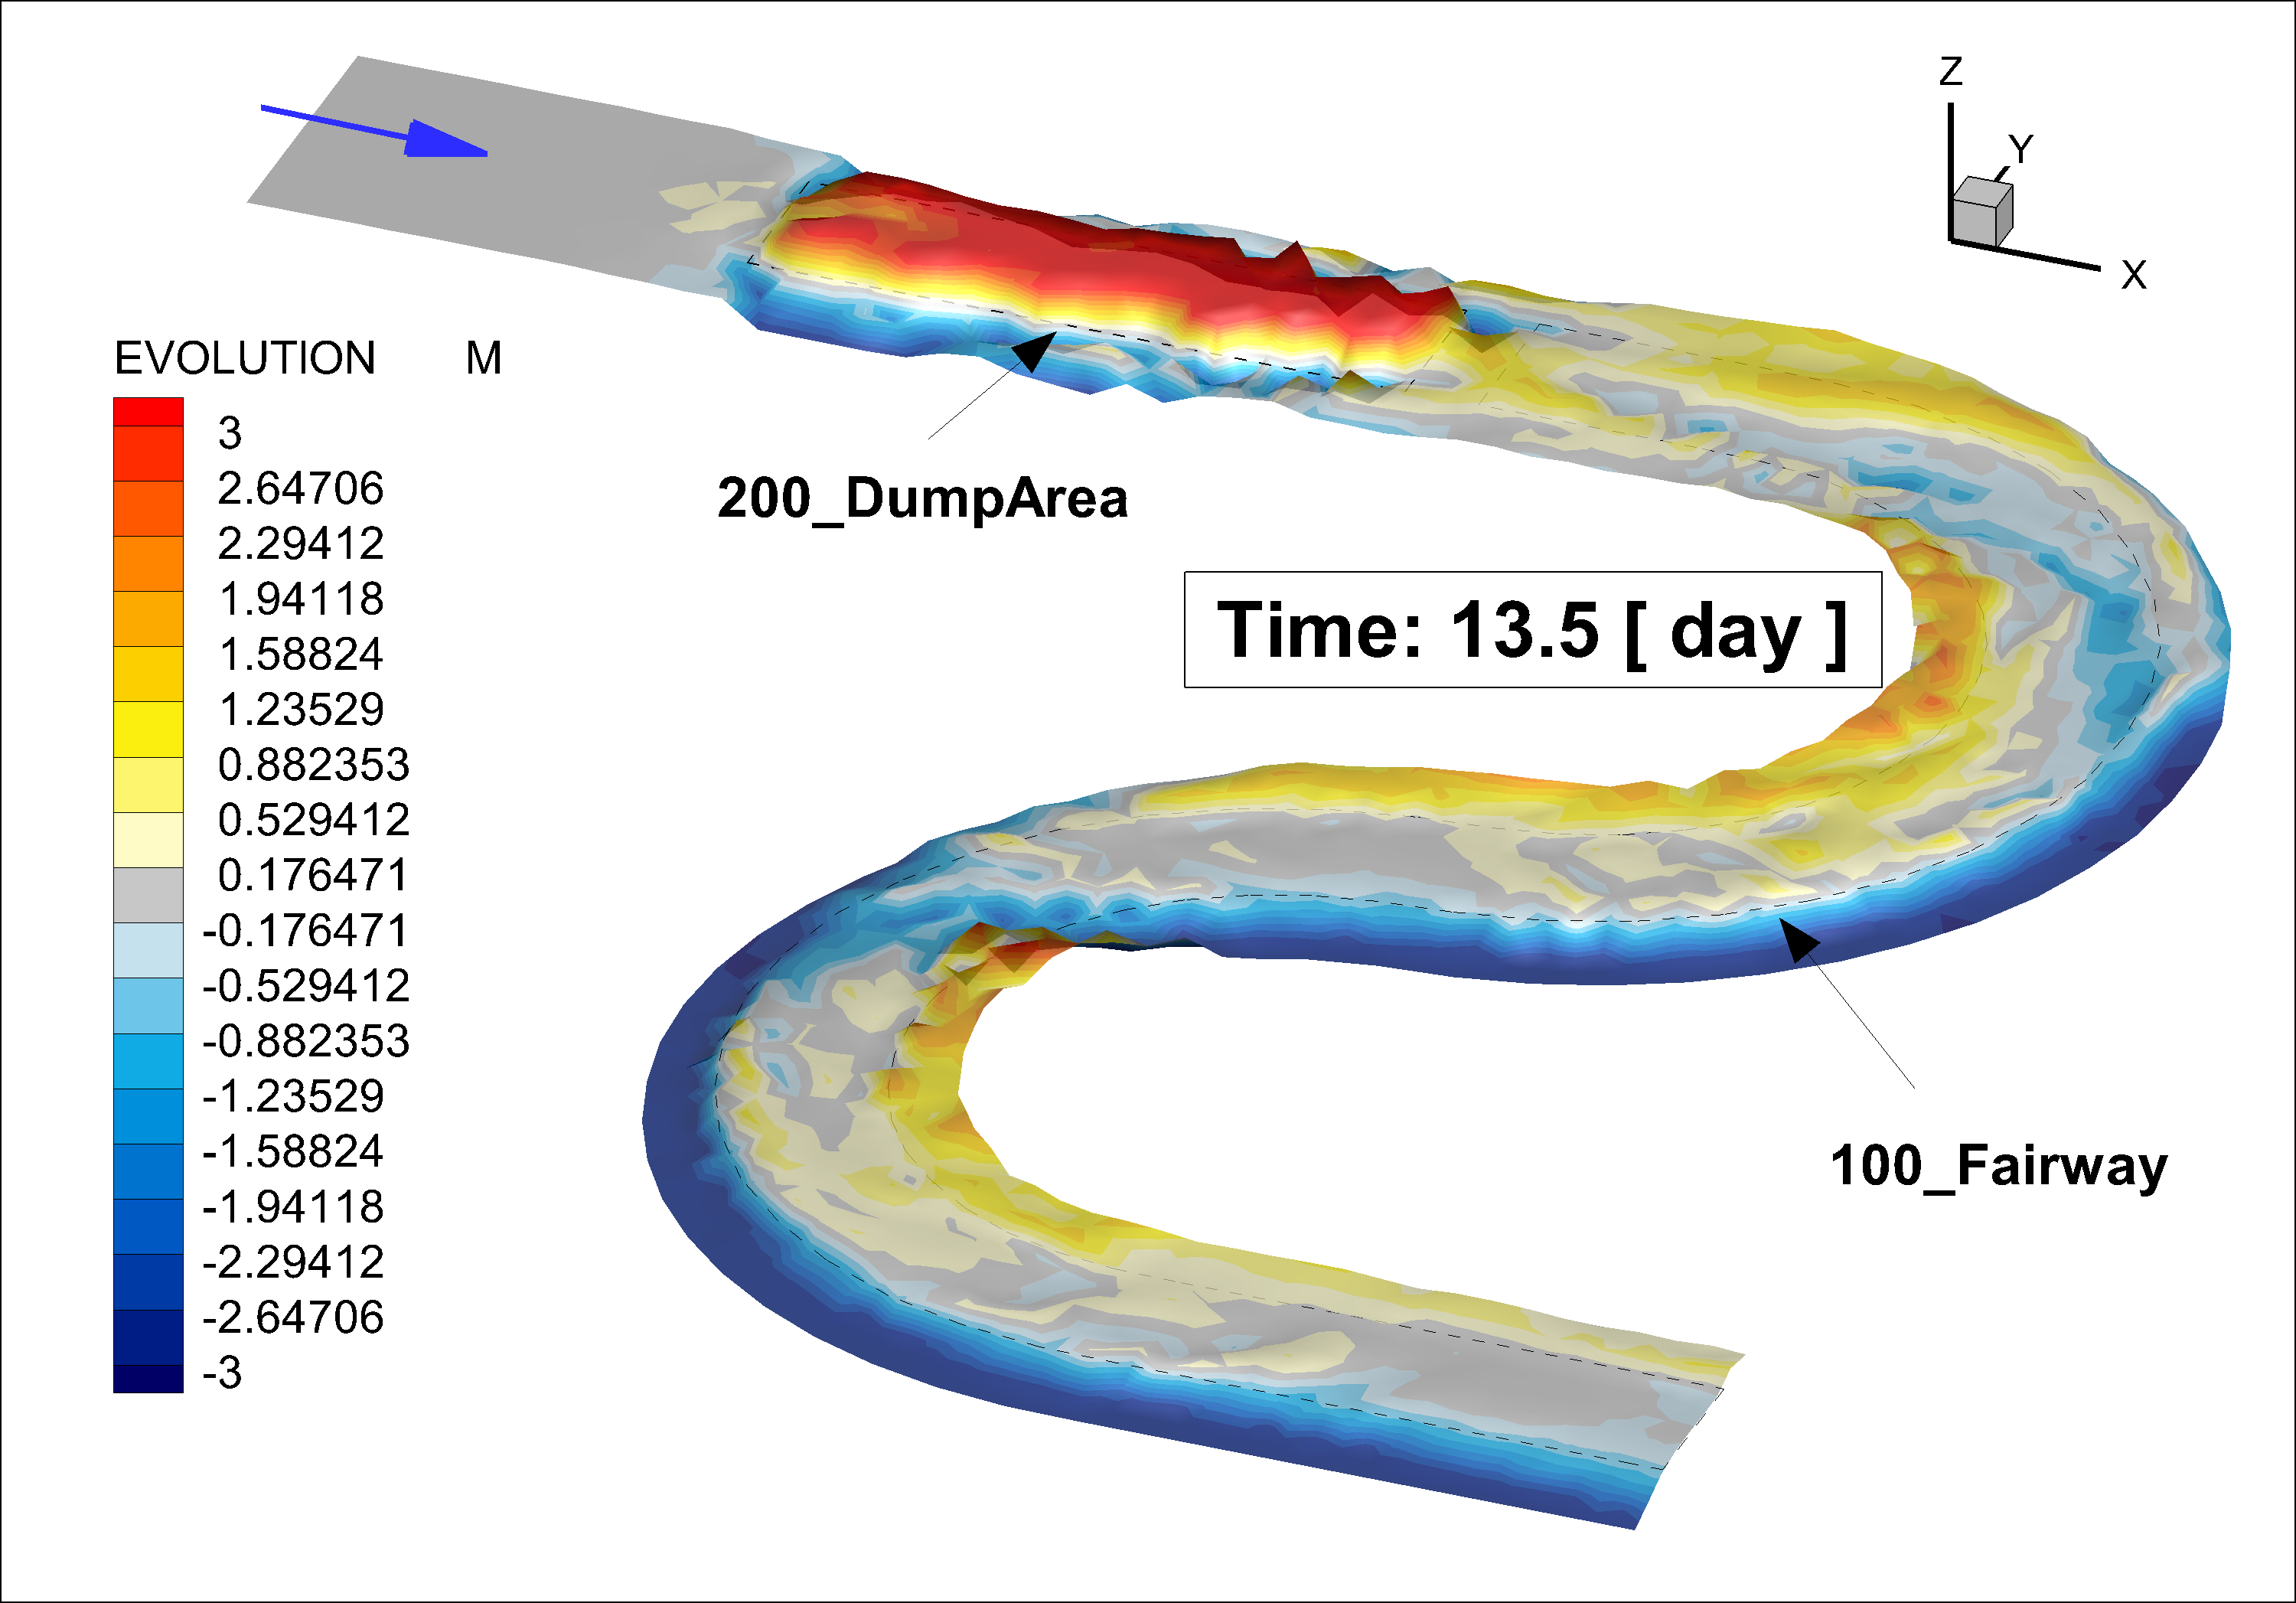 Z
Y
X
EVOLUTION M
3
2.64706
2.29412
1.94118
1.58824
1.23529
0.882353
0.529412
0.176471
-0.176471
-0.529412
-0.882353
-1.23529
-1.58824
-1.94118
-2.29412
-2.64706
-3
200_DumpArea
Time: 13.5 [ day ]
100_Fairway